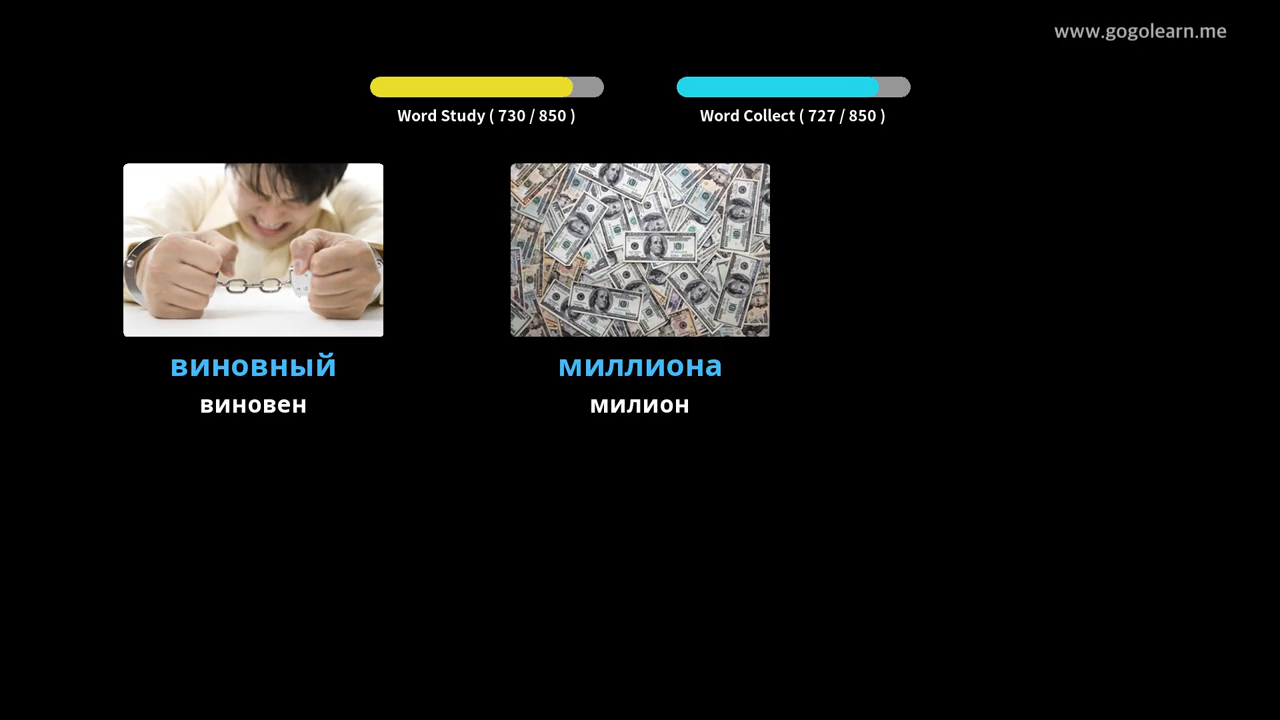 www.gogolearn.me
Word Study ( 730 / 850 )
Word Collect ( 727 / 850 )
виновный
виновен
миллиона
милион